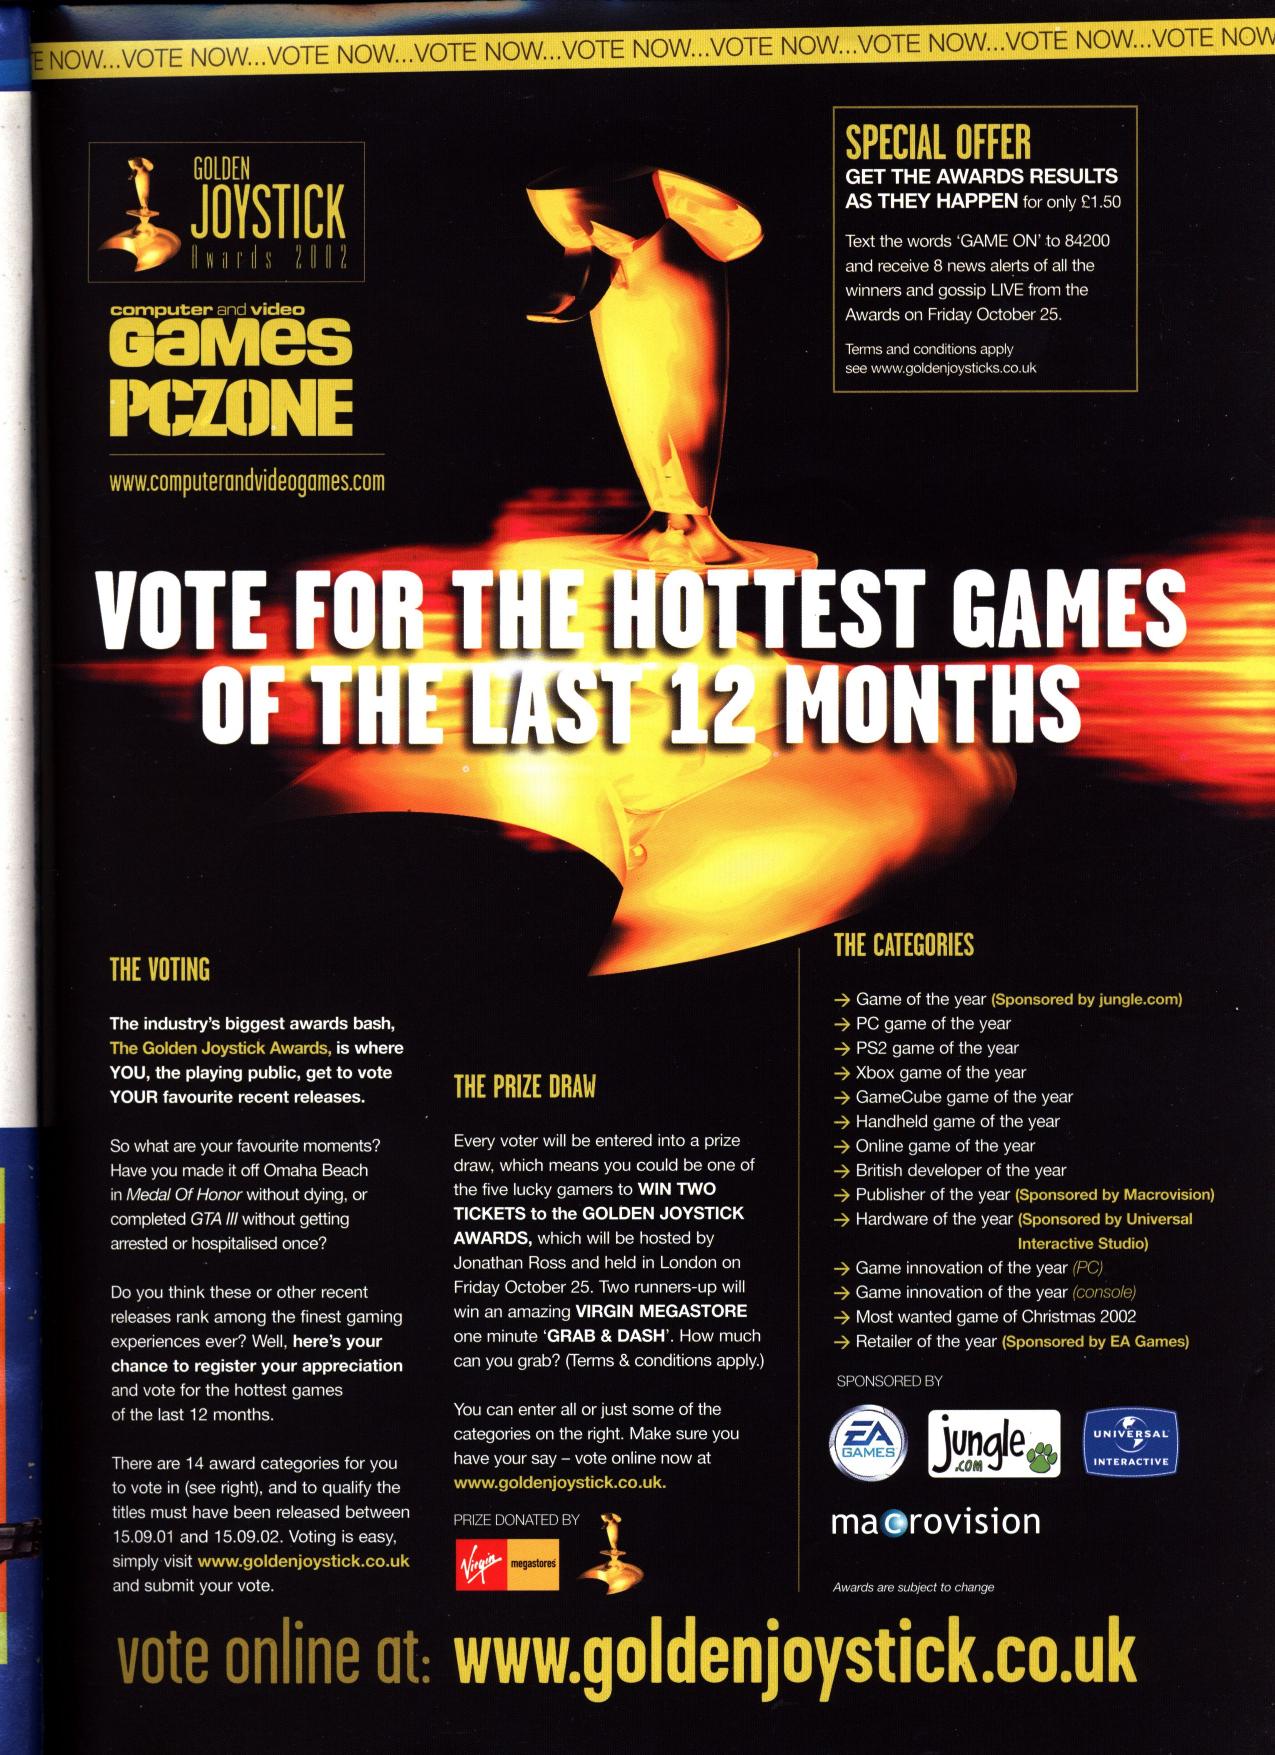 E NOW...VOTE NOW...VOTE NOW...VOTE NOW...VOTE NOW...VOTE NOW...VOTE NOW...VOTE NOW...VOTE NOW
GOLDEN
JOYSTICK
Awards 2002
computer and video
GaMes
PCZONE
www.computerandvideogames.com
SPECIAL OFFER
GET THE AWARDS RESULTS
AS THEY HAPPEN for only £1.50
Text the words ‘GAME ON’ to 84200
and receive 8 news alerts of all the
winners and gossip LIVE from the
Awards on Friday October 25.
Terms and conditions apply
see www.goldenjoysticks.co.uk
VOTE FOR THE HOTTEST GAMES
OF THE LAST 12 MONTHS
THE VOTING
The industry’s biggest awards bash,
The Golden Joystick Awards, is where
YOU, the playing public, get to vote
YOUR favourite recent releases.
So what are your favourite moments?
Have you made it off Omaha Beach
in Medal Of Honor without dying, or
completed GTA III without getting
arrested or hospitalised once?
Do you think these or other recent
releases rank among the finest gaming
experiences ever? Well, here’s your
chance to register your appreciation
and vote for the hottest games
of the last 12 months.
There are 14 award categories for you
to vote in (see right), and to qualify the
titles must have been released between
15.09.01 and 15.09.02. Voting is easy,
simply visit www.goldenjoystick.co.uk
and submit your vote.
THE PRIZE DRAW
Every voter will be entered into a prize
draw, which means you could be one of
the five lucky gamers to WIN TWO
TICKETS to the GOLDEN JOYSTICK
AWARDS, which will be hosted by
Jonathan Ross and held in London on
Friday October 25. Two runners-up will
win an amazing VIRGIN MEGASTORE
one minute ‘GRAB & DASH’. How much
can you grab? (Terms & conditions apply.)
You can enter all or just some of the
categories on the right. Make sure you
have your say – vote online now at
www.goldenjoystick.co.uk.
PRIZE DONATED BY
Virgin megastores
THE CATEGORIES
→ Game of the year (Sponsored by jungle.com)
→ PC game of the year
→ PS2 game of the year
→ Xbox game of the year
→ GameCube game of the year
→ Handheld game of the year
→ Online game of the year
→ British developer of the year
→ Publisher of the year (Sponsored by Macrovision)
→ Hardware of the year (Sponsored by Universal
Interactive Studio)
→ Game innovation of the year (PC)
→ Game innovation of the year (console)
→ Most wanted game of Christmas 2002
→ Retailer of the year (Sponsored by EA Games)
SPONSORED BY
EA
GAMES
jungle
.COM
UNIVERSAL
INTERACTIVE
macrovision
Awards are subject to change
vote online at: www.goldenjoystick.co.uk